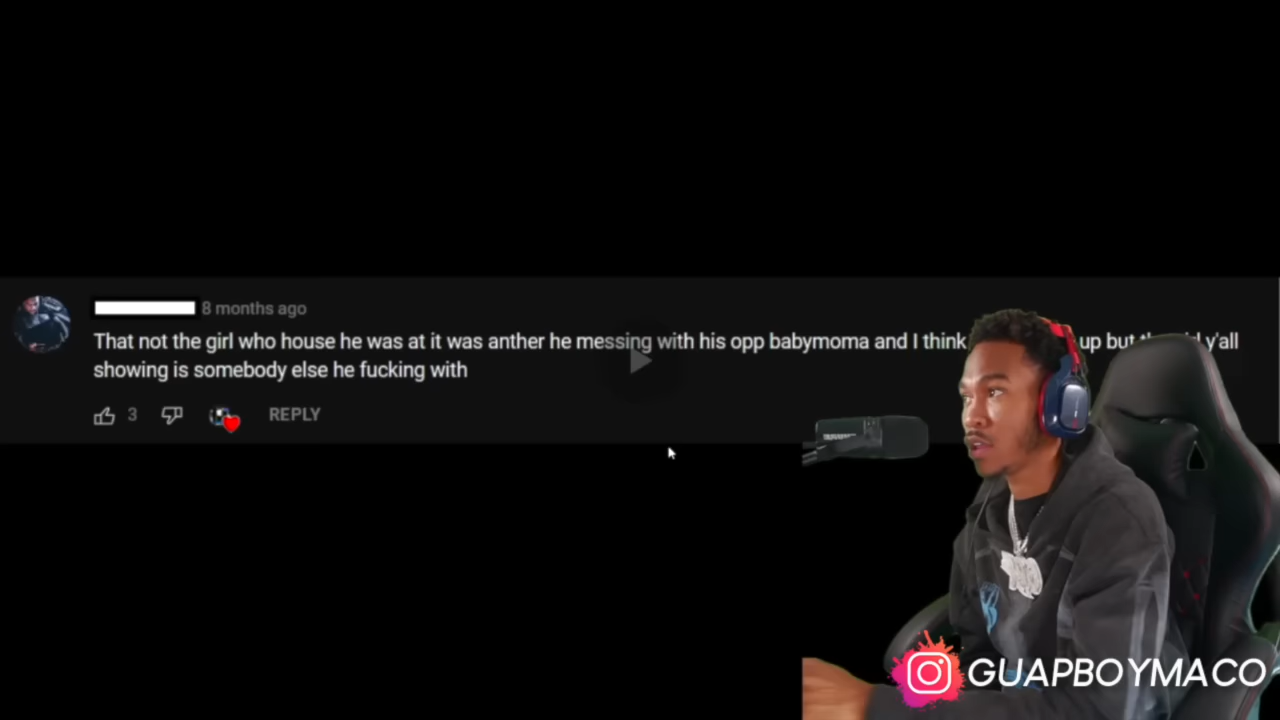 8 months ago
That not the girl who house he was at it was anther he messing with his opp babymoma and I think up but y'all
showing is somebody else he fucking with
3 REPLY
GUAPBOYMACO